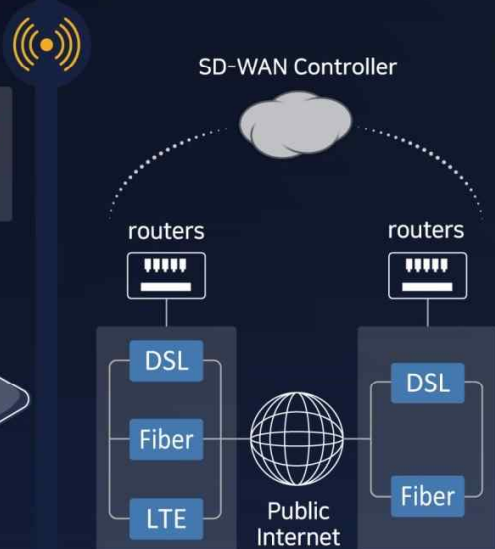 SD-WAN Controller
routers
routers
DSL
Fiber
LTE
Public
Internet
DSL
Fiber